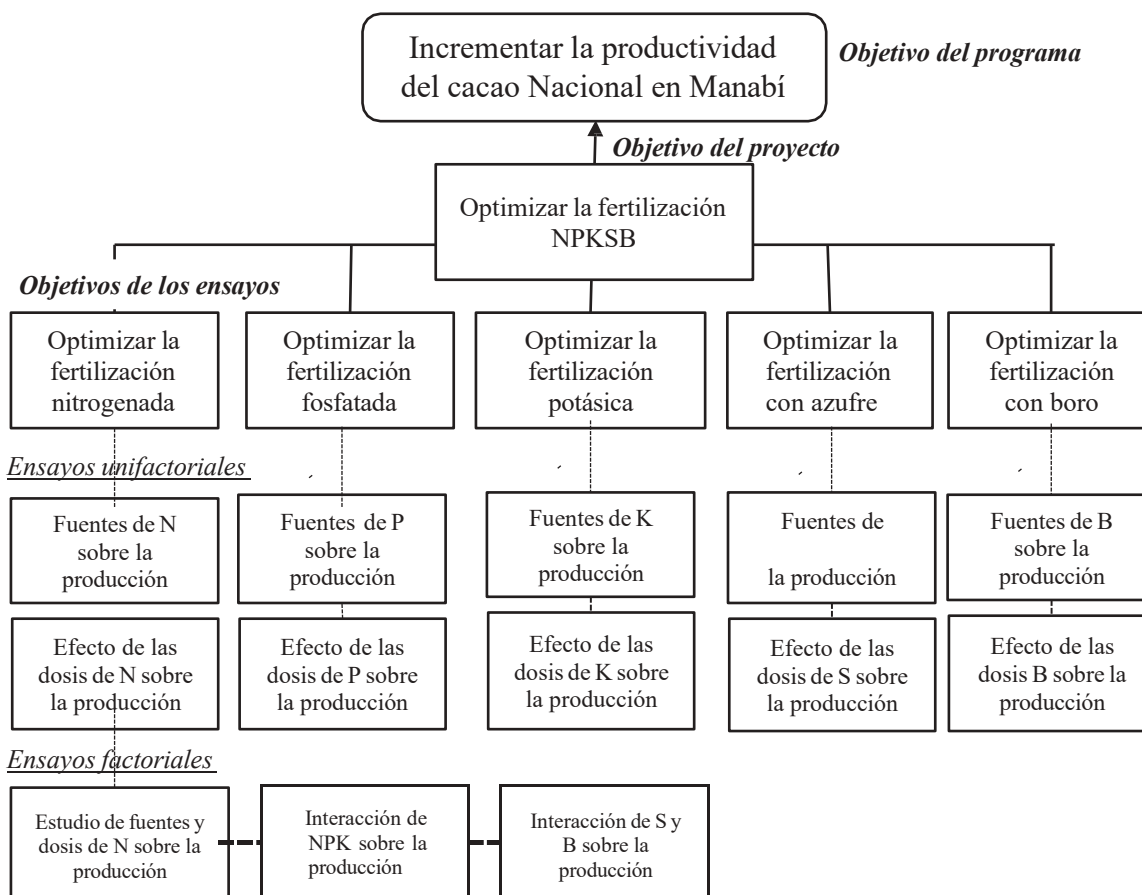 Incrementar la productividad
del cacao Nacional en Manabí
Objetivo del programa
Objetivo del proyecto
Optimizar la fertilización
NPKSB
Objetivos de los ensayos
Optimizar la
fertilización
nitrogenada
Optimizar la
fertilización
fosfatada
Optimizar la
fertilización
potásica
Optimizar la
fertilización
con azufre
Optimizar la
fertilización
con boro
Ensayos unifactoriales
Fuentes de N
sobre la
producción
Fuentes de P
sobre la
producción
Fuentes de K
sobre la
producción
Fuentes de
la producción
Fuentes de B
sobre la
producción
Efecto de las
dosis de N sobre
la producción
Efecto de las
dosis de P sobre
la producción
Efecto de las
dosis de K sobre
la producción
Efecto de las
dosis de S sobre
la producción
Efecto de las
dosis B sobre la
producción
Ensayos factoriales
Estudio de fuentes y
dosis de N sobre la
producción
Interacción de
NPK sobre la
producción
Interacción de S y
B sobre la
producción